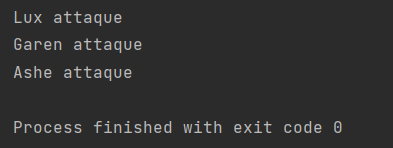 Lux attaque
Garen attaque
Ashe attaque
Process finished with exit code 0